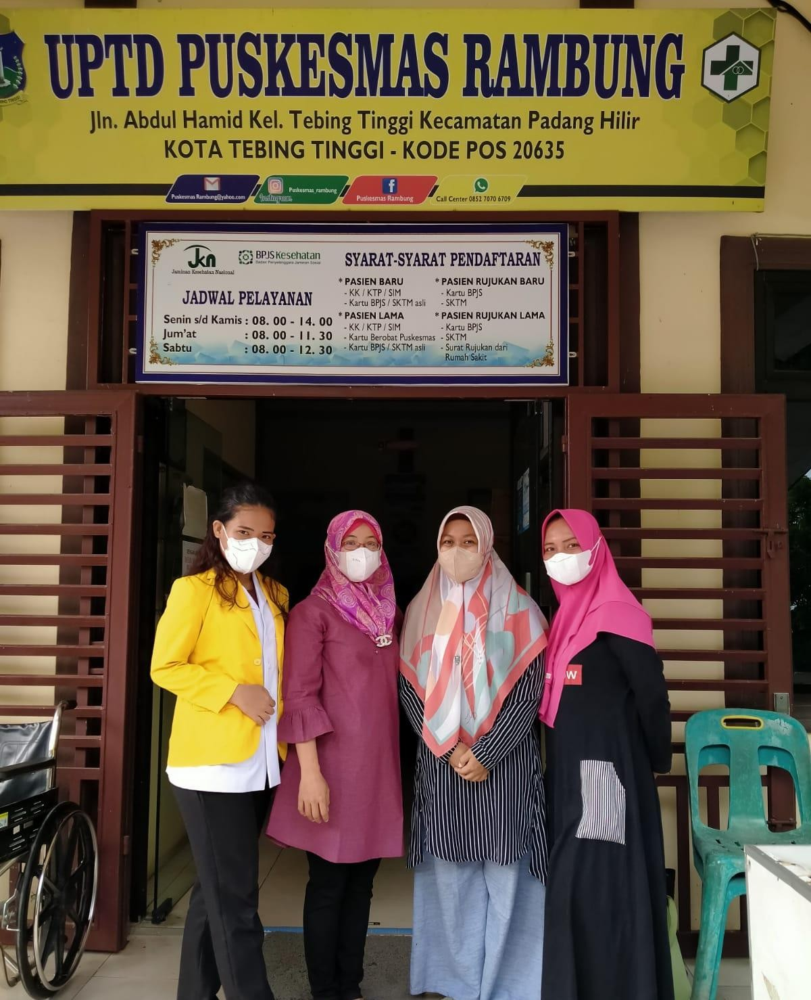 UPTD PUSKESMAS RAMBUNG
Jln. Abdul Hamid Kel. Tebing Tinggi Kecamatan Padang Hilir
KOTA TEBING TINGGI - KODE POS 20635
Puskesmas Rambung@yahoo.com
Instagram
Puskesmas_rambung
Puskesmas Rambung
Call Center 0852 7070 6709
Jkn
Jaminan Kesehatan Nasional
BPJS Kesehatan
Badan Penyelenggara Jaminan Sosial
JADWAL PELAYANAN
Senin s/d Kamis : 08. 00 - 14. 00
Jum'at : 08. 00 - 11. 30
Sabtu : 08. 00 - 12. 30
SYARAT-SYARAT PENDAFTARAN
* PASIEN BARU
- KK / KTP / SIM
- Kartu BPJS / SKTM asli
* PASIEN LAMA
- KK / KTP / SIM
- Kartu Berobat Puskesmas
- Kartu BPJS / SKTM asli
* PASIEN RUJUKAN BARU
- Kartu BPJS
- SKTM
* PASIEN RUJUKAN LAMA
- Kartu BPJS
- SKTM
- Surat Rujukan dari
Rumah Sakit
W